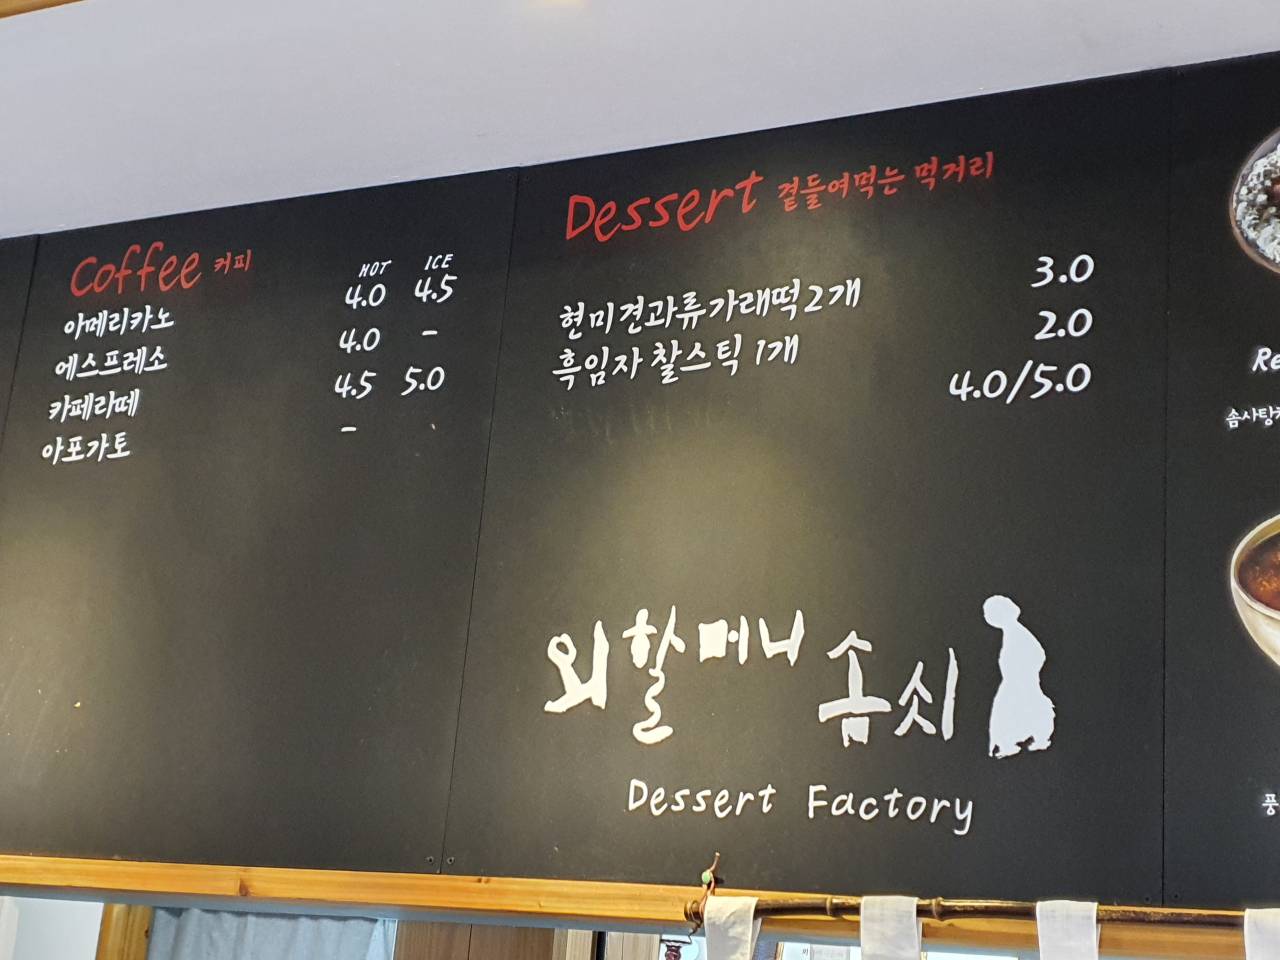 Coffee 커피
HOT ICE
아메리카노 4.0 4.5
에스프레소 4.0 -
카페라떼 4.5 5.0
아포가토 -
Dessert 곁들여먹는 먹거리
현미견과류가래떡2개 3.0
흑임자 찰스틱 1개 2.0
4.0/5.0
외할머니 솜씨
Dessert Factory
Re
솜사탕
풍